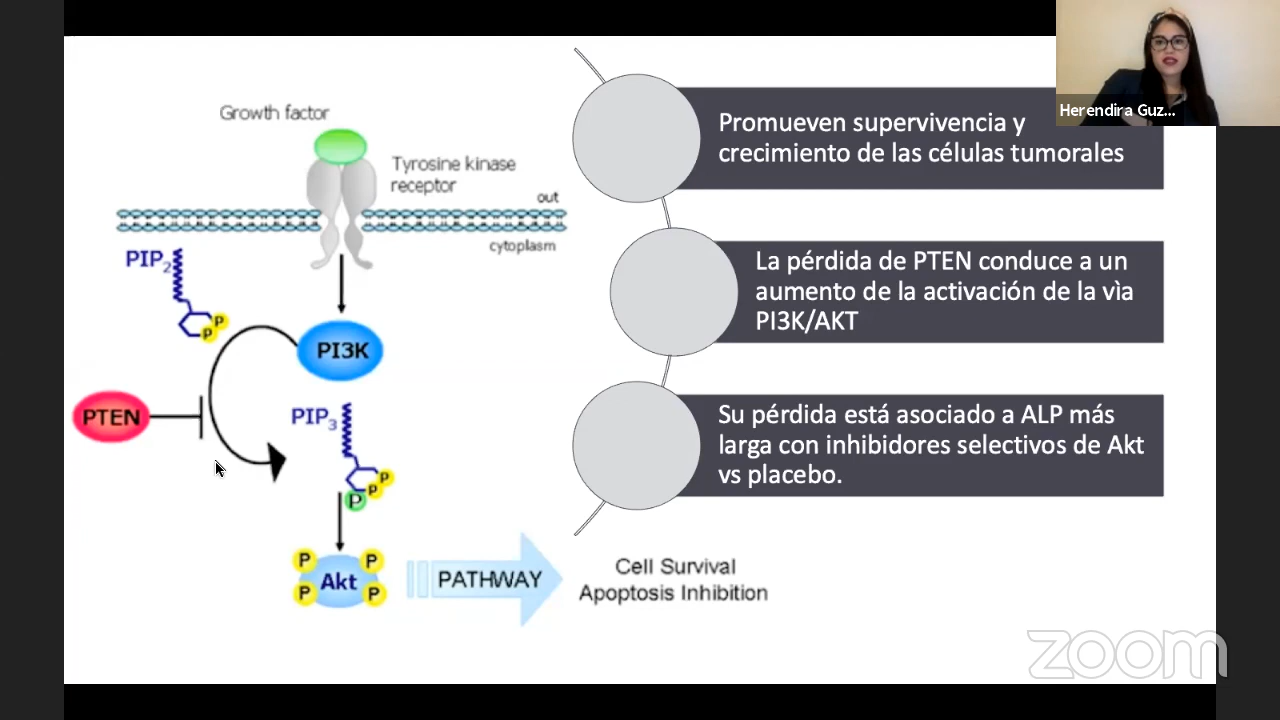 Herendira Guz...
Growth factor
Tyrosine kinase
receptor
out
cytoplasm
PIP2
P
P
PI3K
PTEN
PIP3
P
P
P
P
P
Akt
P
P
PATHWAY
Cell Survival
Apoptosis Inhibition
Promueven supervivencia y
crecimiento de las células tumorales
La pérdida de PTEN conduce a un
aumento de la activación de la vìa
PI3K/AKT
Su pérdida está asociado a ALP más
larga con inhibidores selectivos de Akt
vs placebo.
zoom